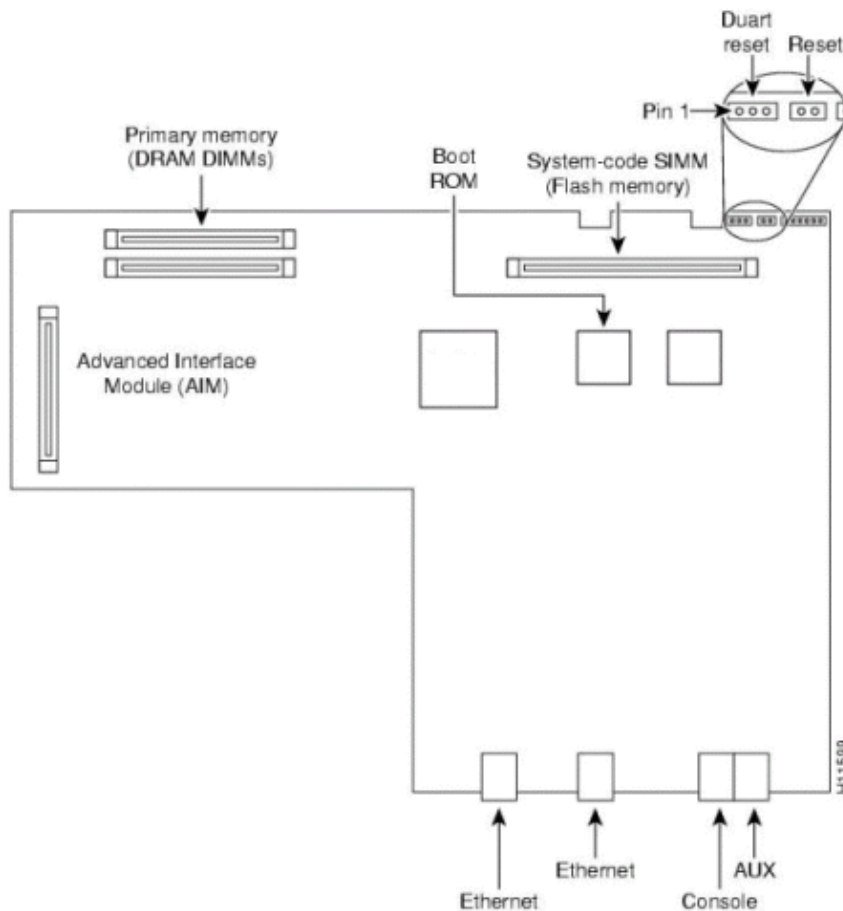 Duart
reset
Reset
Pin 1
Primary memory
(DRAM DIMMs)
Boot
ROM
System-code SIMM
(Flash memory)
Advanced Interface
Module (AIM)
H11599
Ethernet
Ethernet
Console
AUX